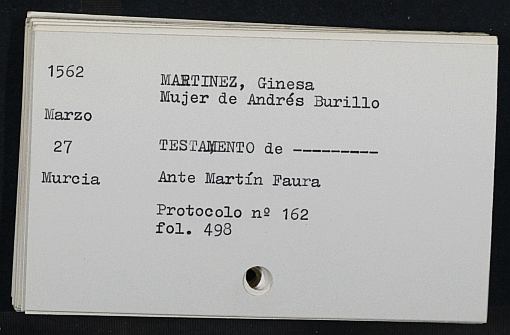 1562
MARTINEZ, Ginesa
Mujer de Andrés Burillo
Marzo
27
TESTAMENTO de ---------
Murcia
Ante Martín Faura
Protocolo nº 162
fol. 498